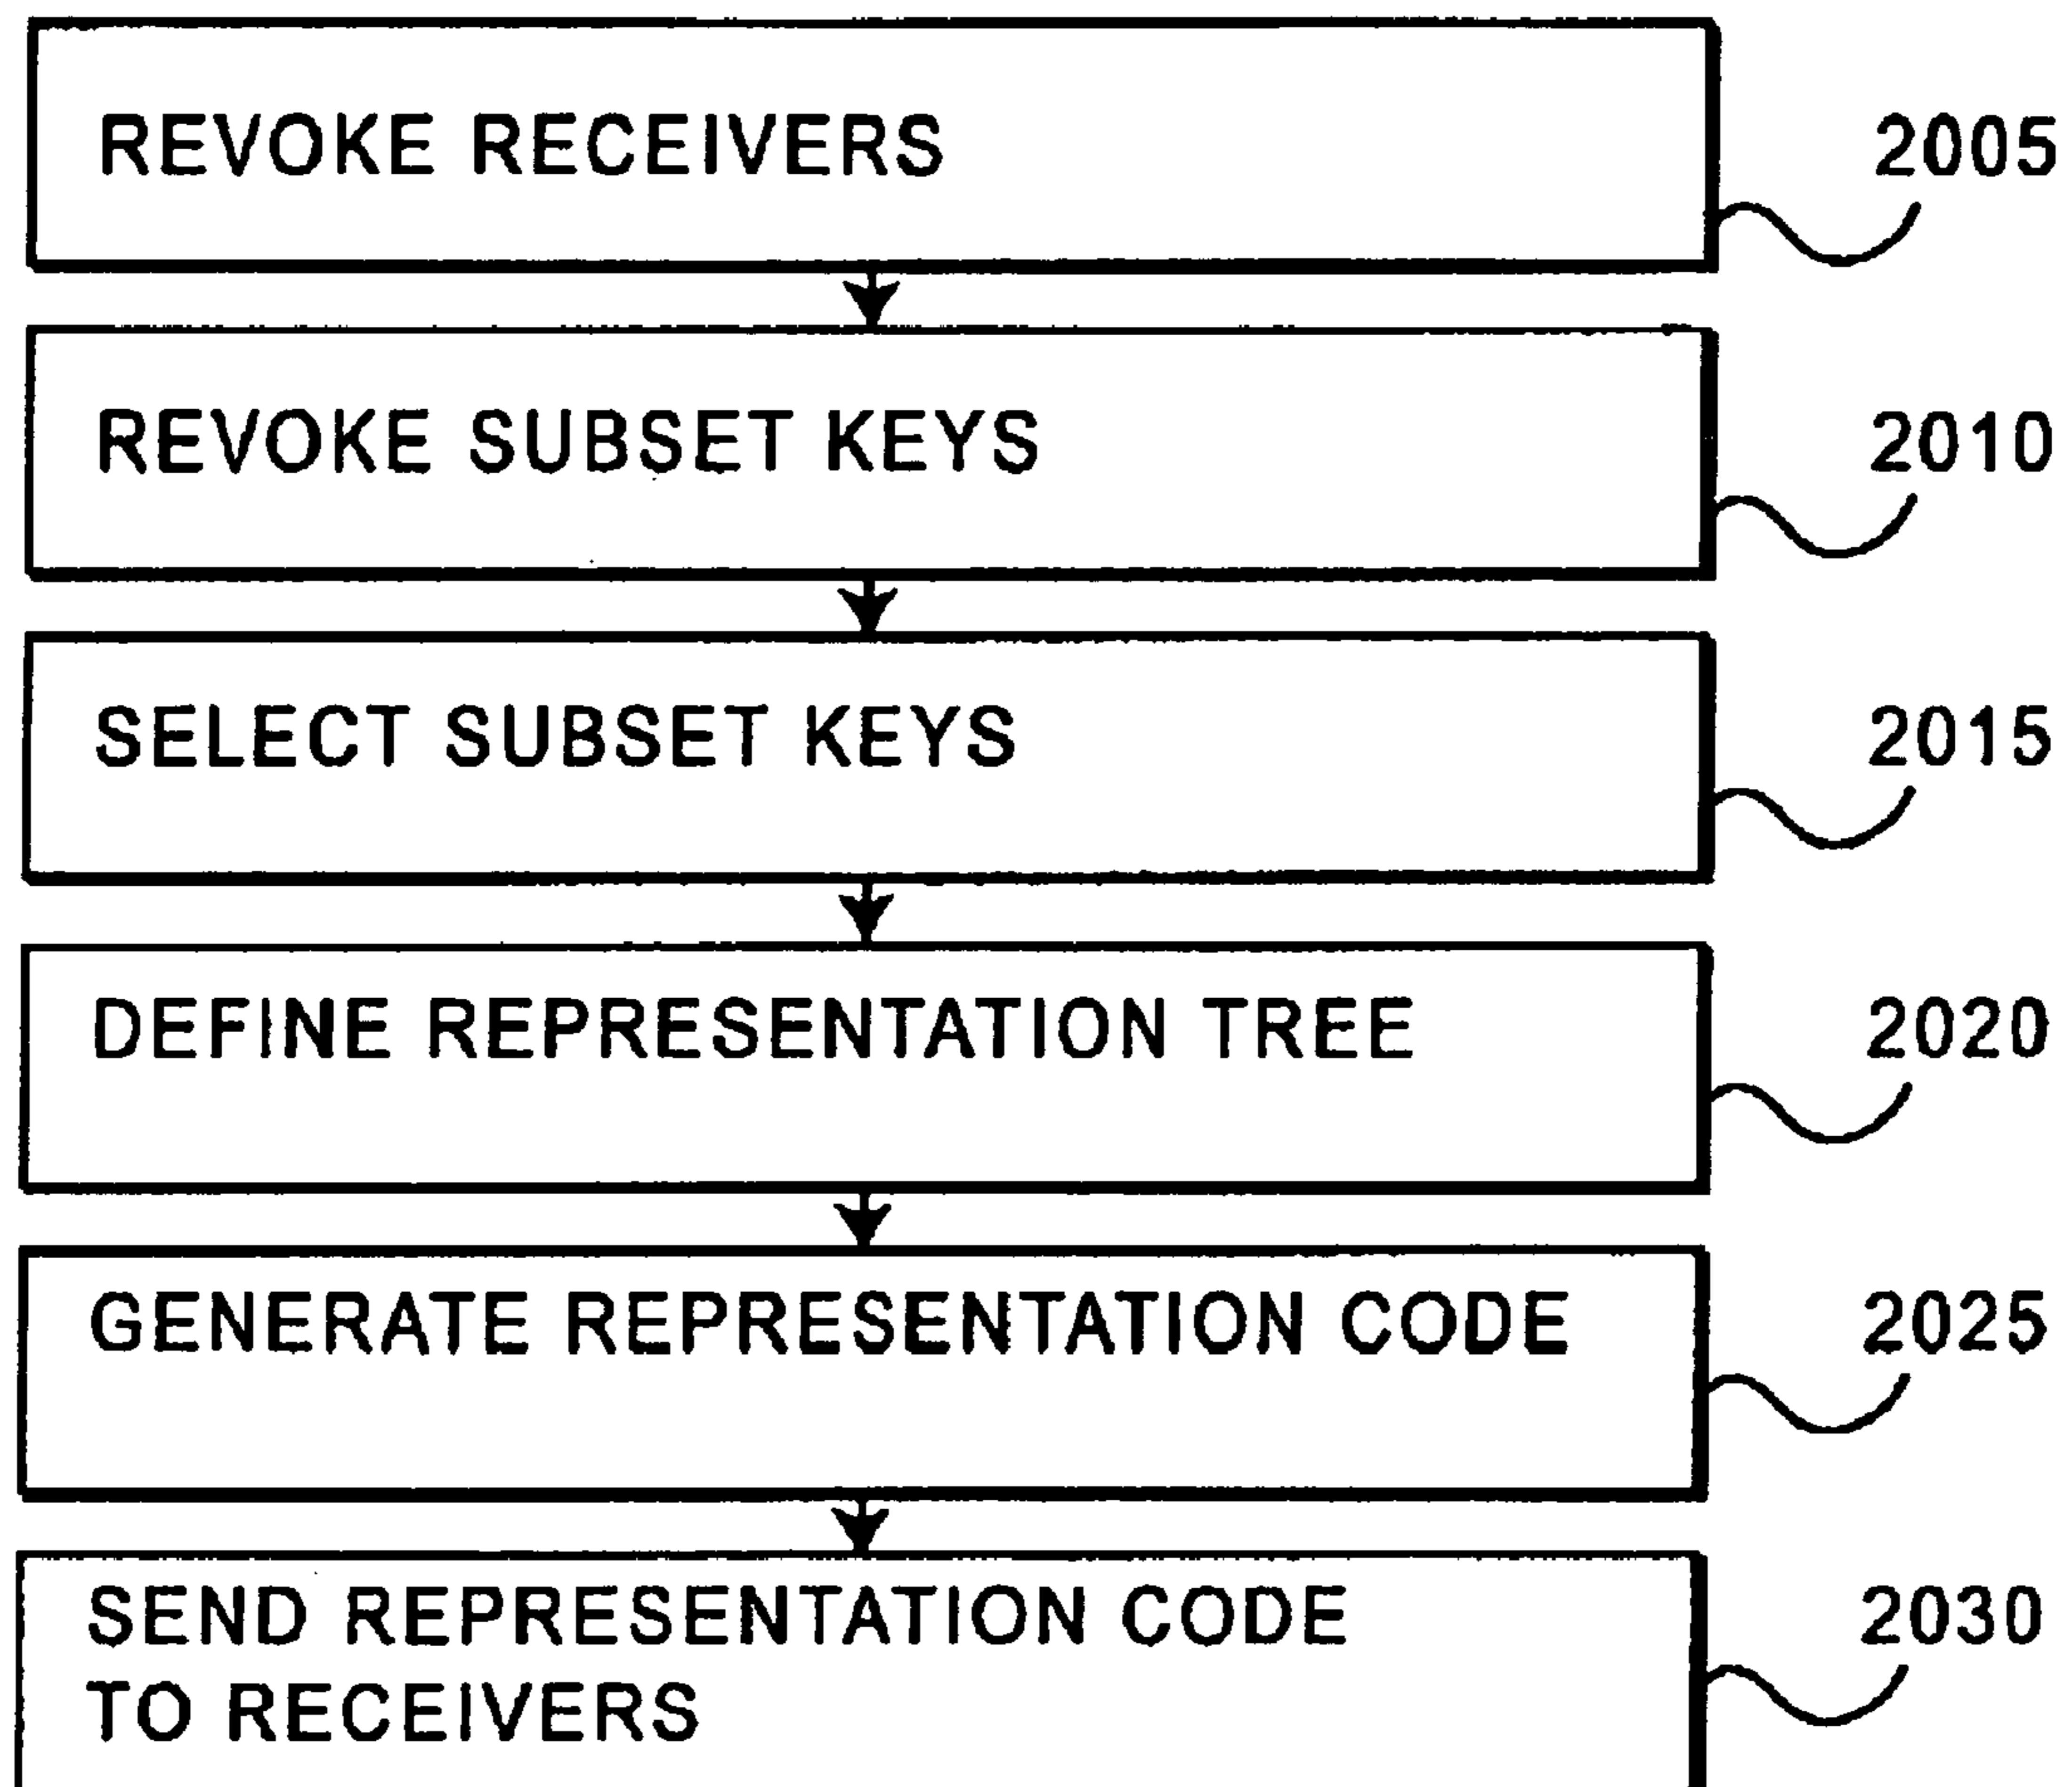 REVOKE RECEIVERS
2005
REVOKE SUBSET KEYS
2010
SELECT SUBSET KEYS
2015
DEFINE REPRESENTATION TREE
2020
GENERATE REPRESENTATION CODE
2025
SEND REPRESENTATION CODE
2030
TO RECEIVERS